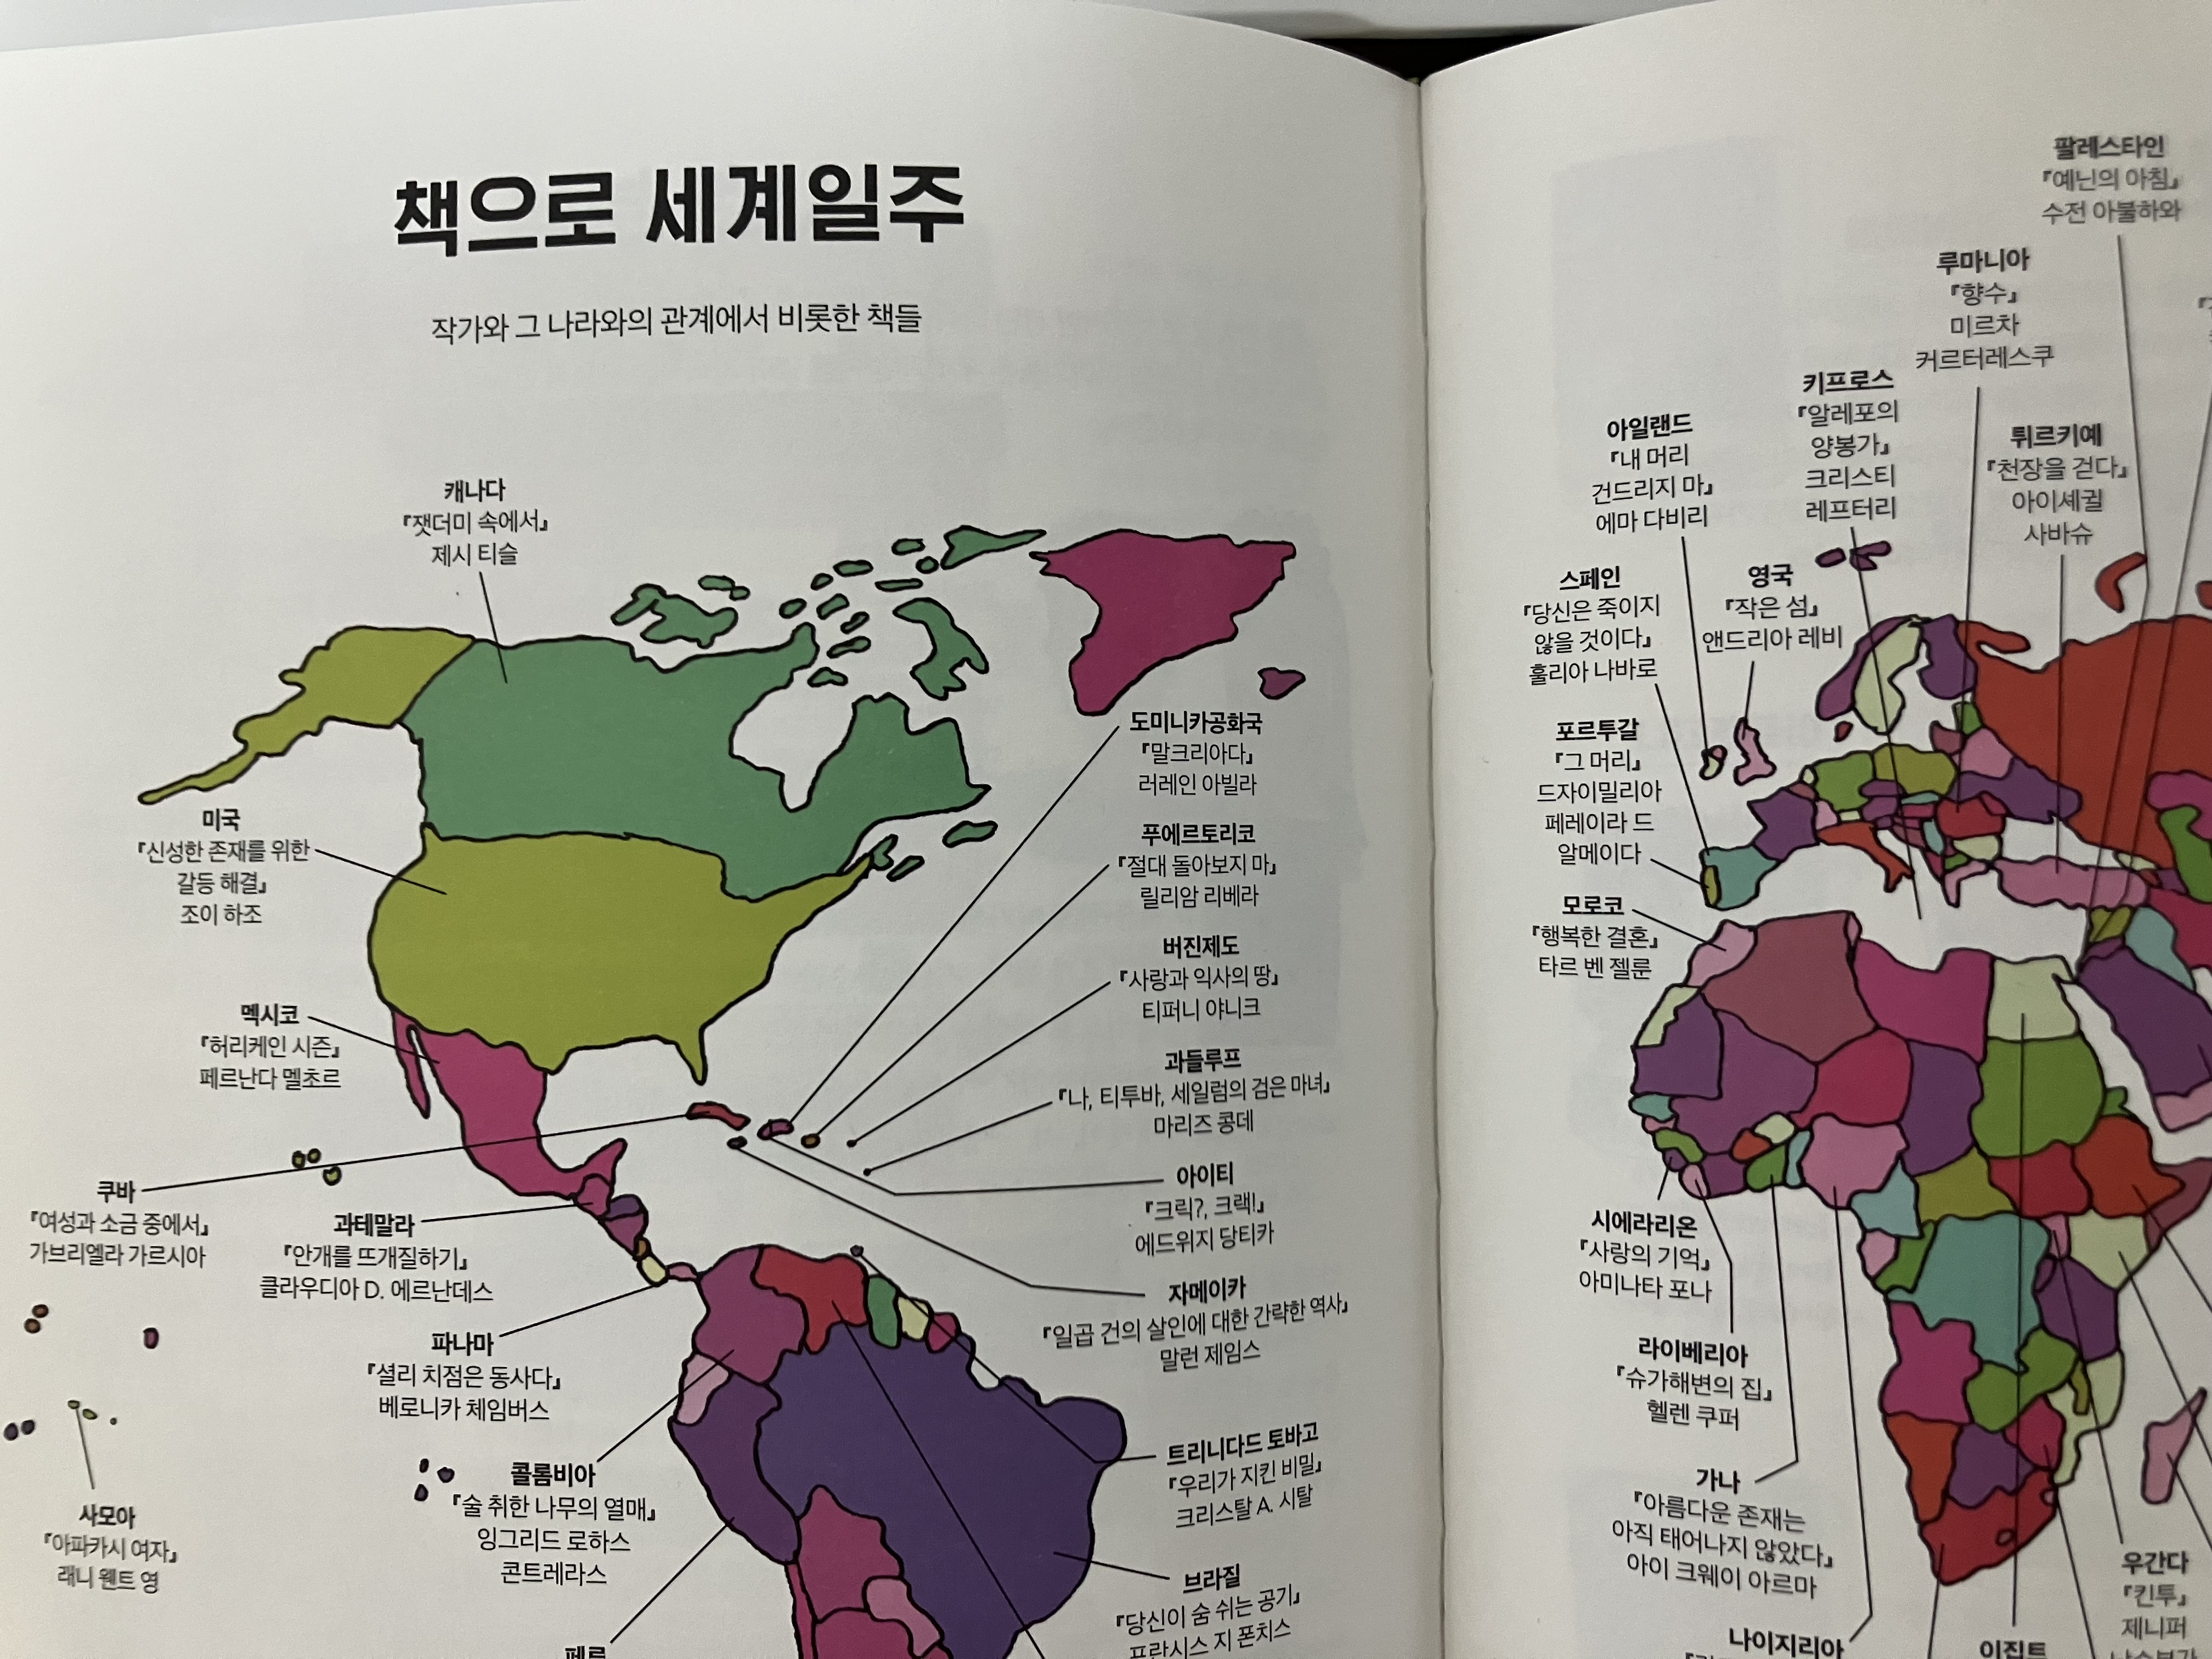 책으로 세계일주
작가와 그 나라와의 관계에서 비롯한 책들
캐나다
『잿더미 속에서』
제시 티슬
미국
『신성한 존재를 위한
갈등 해결』
조이 하조
멕시코
『허리케인 시즌』
페르난다 멜초르
쿠바
『여성과 소금 중에서』
가브리엘라 가르시아
과테말라
『안개를 뜨개질하기』
클라우디아 D. 에르난데스
파나마
『셜리 치점은 동사다』
베로니카 체임버스
콜롬비아
『술 취한 나무의 열매』
잉그리드 로하스
콘트레라스
사모아
『아파카시 여자』
래니 웬트 영
도미니카공화국
『말크리아다』
러레인 아빌라
푸에르토리코
『절대 돌아보지 마』
릴리암 리베라
버진제도
『사랑과 익사의 땅』
티파니 야니크
과들루프
『나, 티투바, 세일럼의 검은 마녀』
마리즈 콩데
아이티
『크릭? 크랙!』
에드위지 당티카
자메이카
『일곱 건의 살인에 대한 간략한 역사』
말런 제임스
트리니다드 토바고
『우리가 지킨 비밀』
크리스탈 A. 시탈
브라질
『당신이 숨 쉬는 공기』
프란시스 지 폰치스
아일랜드
『내 머리
건드리지 마』
에마 다비리
스페인
『당신은 죽이지
않을 것이다』
훌리아 나바로
포르투갈
『그 머리』
드자이밀리아
페레이라 드
알메이다
모로코
『행복한 결혼』
타르 벤 젤룬
시에라리온
『사랑의 기억』
아미나타 포나
라이베리아
『슈가해변의 집』
헬렌 쿠퍼
가나
『아름다운 존재는
아직 태어나지 않았다』
아이 크웨이 아르마
나이지리아
영국
『작은 섬』
앤드리아 레비
키프로스
『알레포의
양봉가』
크리스티
레프터리
루마니아
『향수』
미르차
커르터레스쿠
튀르키예
『천장을 걷다』
아이셰귈
사바슈
팔레스타인
『예닌의 아침』
수전 아불하와
이집트
우간다
『킨투』
제니퍼